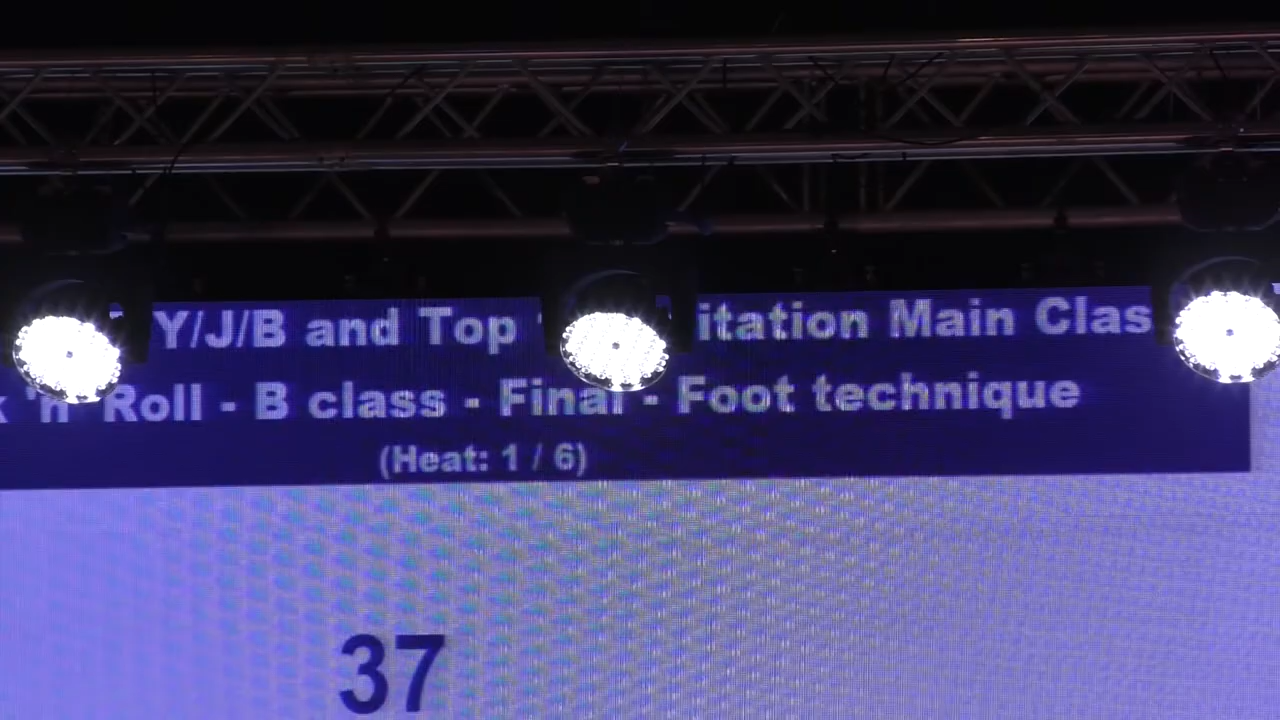 Y/J/B and Top itation Main Clas
'n' Roll - B class - Final - Foot technique
(Heat: 1 / 6)
37